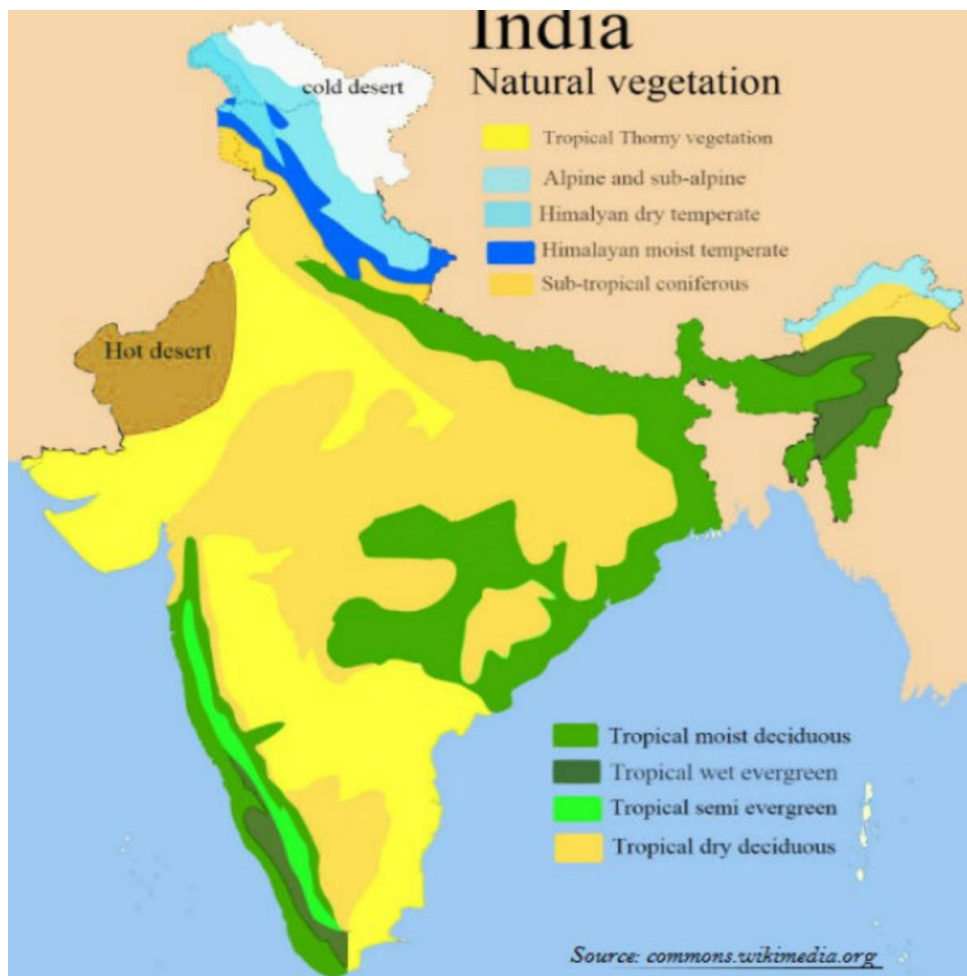 India
Natural vegetation
cold desert
Tropical Thorny vegetation
Alpine and sub-alpine
Himalyan dry temperate
Himalayan moist temperate
Sub-tropical coniferous
Hot desert
Tropical moist deciduous
Tropical wet evergreen
Tropical semi evergreen
Tropical dry deciduous
Source: commons.wikimedia.org